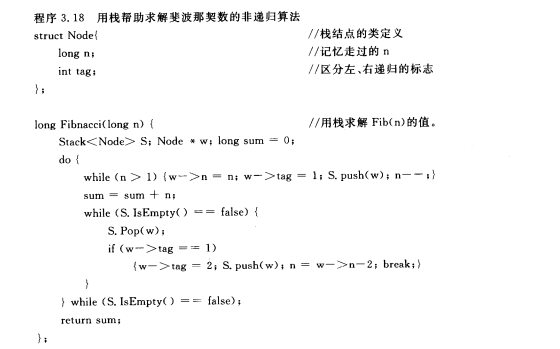 程序 3.18 用栈帮助求解斐波那契数的非递归算法
struct Node{ //栈结点的类定义
long n; //记忆走过的 n
int tag; //区分左、右递归的标志
};
long Fibnacci(long n) { //用栈求解 Fib(n)的值。
Stack<Node> S; Node * w; long sum = 0;
do {
while (n > 1) {w->n = n; w->tag = 1; S.push(w); n--;}
sum = sum + n;
while (S.IsEmpty( ) == false) {
S.Pop(w);
if (w->tag == 1)
{w->tag = 2; S.push(w); n = w->n-2; break;}
}
} while (S.IsEmpty( ) == false);
return sum;
};